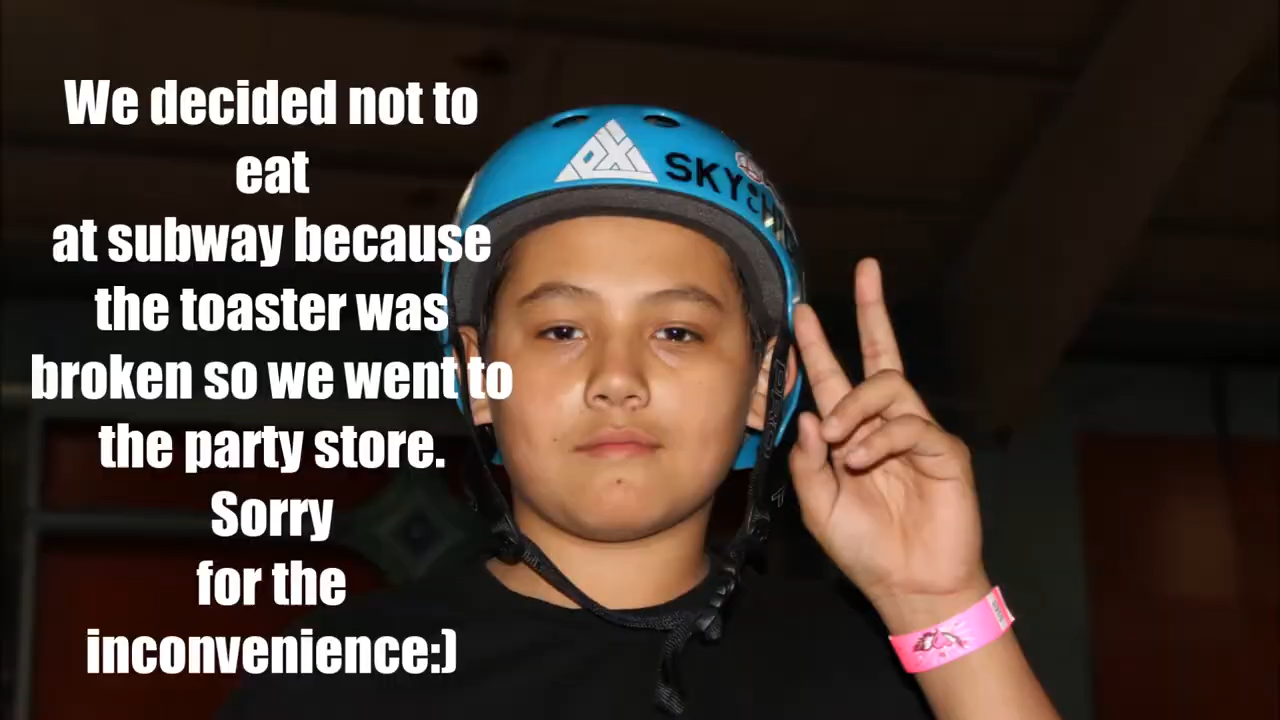 We decided not to
eat
at subway because
the toaster was
broken so we went to
the party store.
Sorry
for the
inconvenience:)
SKY